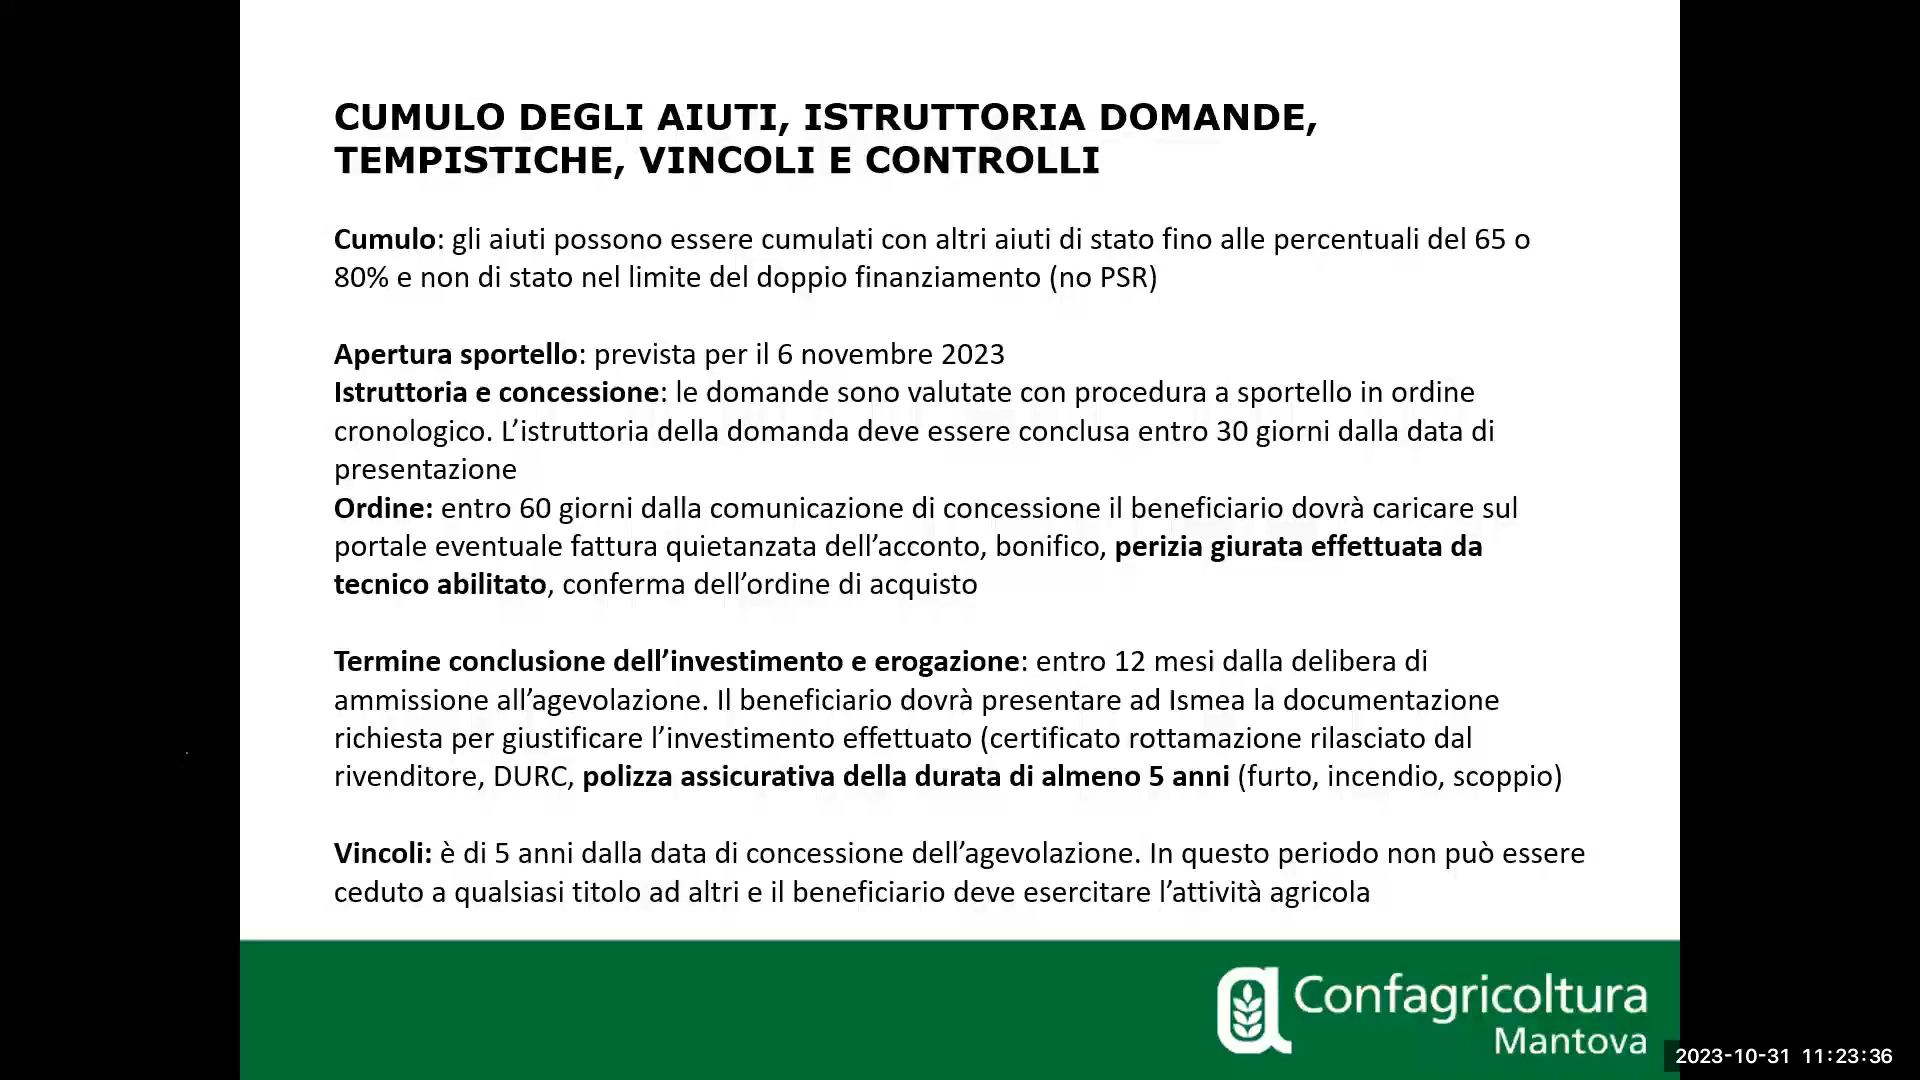 CUMULO DEGLI AIUTI, ISTRUTTORIA DOMANDE,
TEMPISTICHE, VINCOLI E CONTROLLI
Cumulo: gli aiuti possono essere cumulati con altri aiuti di stato fino alle percentuali del 65 o
80% e non di stato nel limite del doppio finanziamento (no PSR)
Apertura sportello: prevista per il 6 novembre 2023
Istruttoria e concessione: le domande sono valutate con procedura a sportello in ordine
cronologico. L’istruttoria della domanda deve essere conclusa entro 30 giorni dalla data di
presentazione
Ordine: entro 60 giorni dalla comunicazione di concessione il beneficiario dovrà caricare sul
portale eventuale fattura quietanzata dell’acconto, bonifico, perizia giurata effettuata da
tecnico abilitato, conferma dell’ordine di acquisto
Termine conclusione dell’investimento e erogazione: entro 12 mesi dalla delibera di
ammissione all’agevolazione. Il beneficiario dovrà presentare ad Ismea la documentazione
richiesta per giustificare l’investimento effettuato (certificato rottamazione rilasciato dal
rivenditore, DURC, polizza assicurativa della durata di almeno 5 anni (furto, incendio, scoppio)
Vincoli: è di 5 anni dalla data di concessione dell’agevolazione. In questo periodo non può essere
ceduto a qualsiasi titolo ad altri e il beneficiario deve esercitare l’attività agricola
Confagricoltura
Mantova
2023-10-31 11:23:36